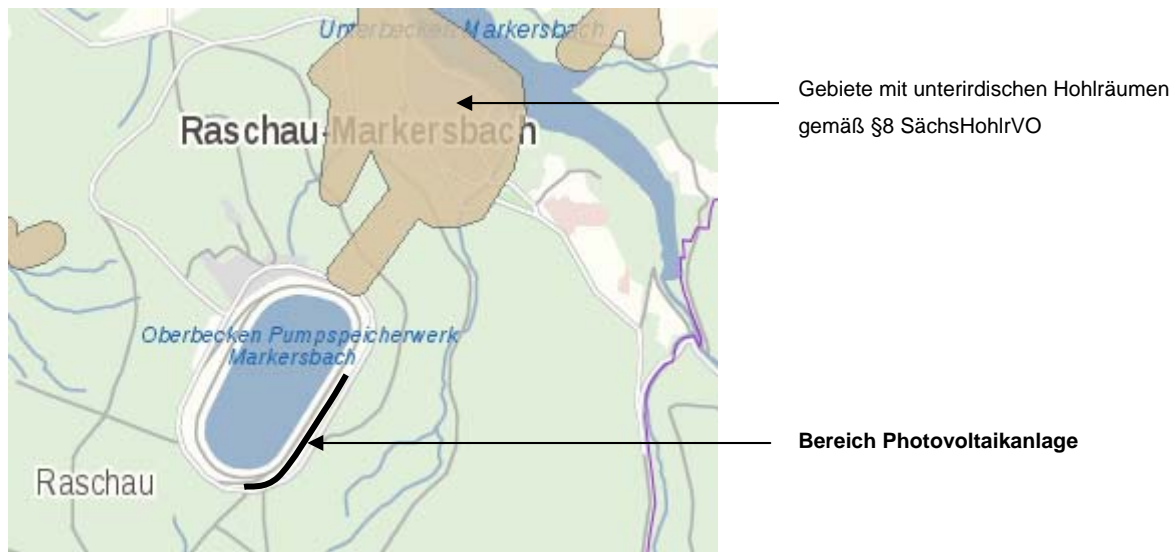 Unterbecken Markersbach
Gebiete mit unterirdischen Hohlräumen
gemäß §8 SächsHohlrVO
Raschau-Markersbach
Oberbecken Pumpspeicherwerk
Markersbach
Bereich Photovoltaikanlage
Raschau